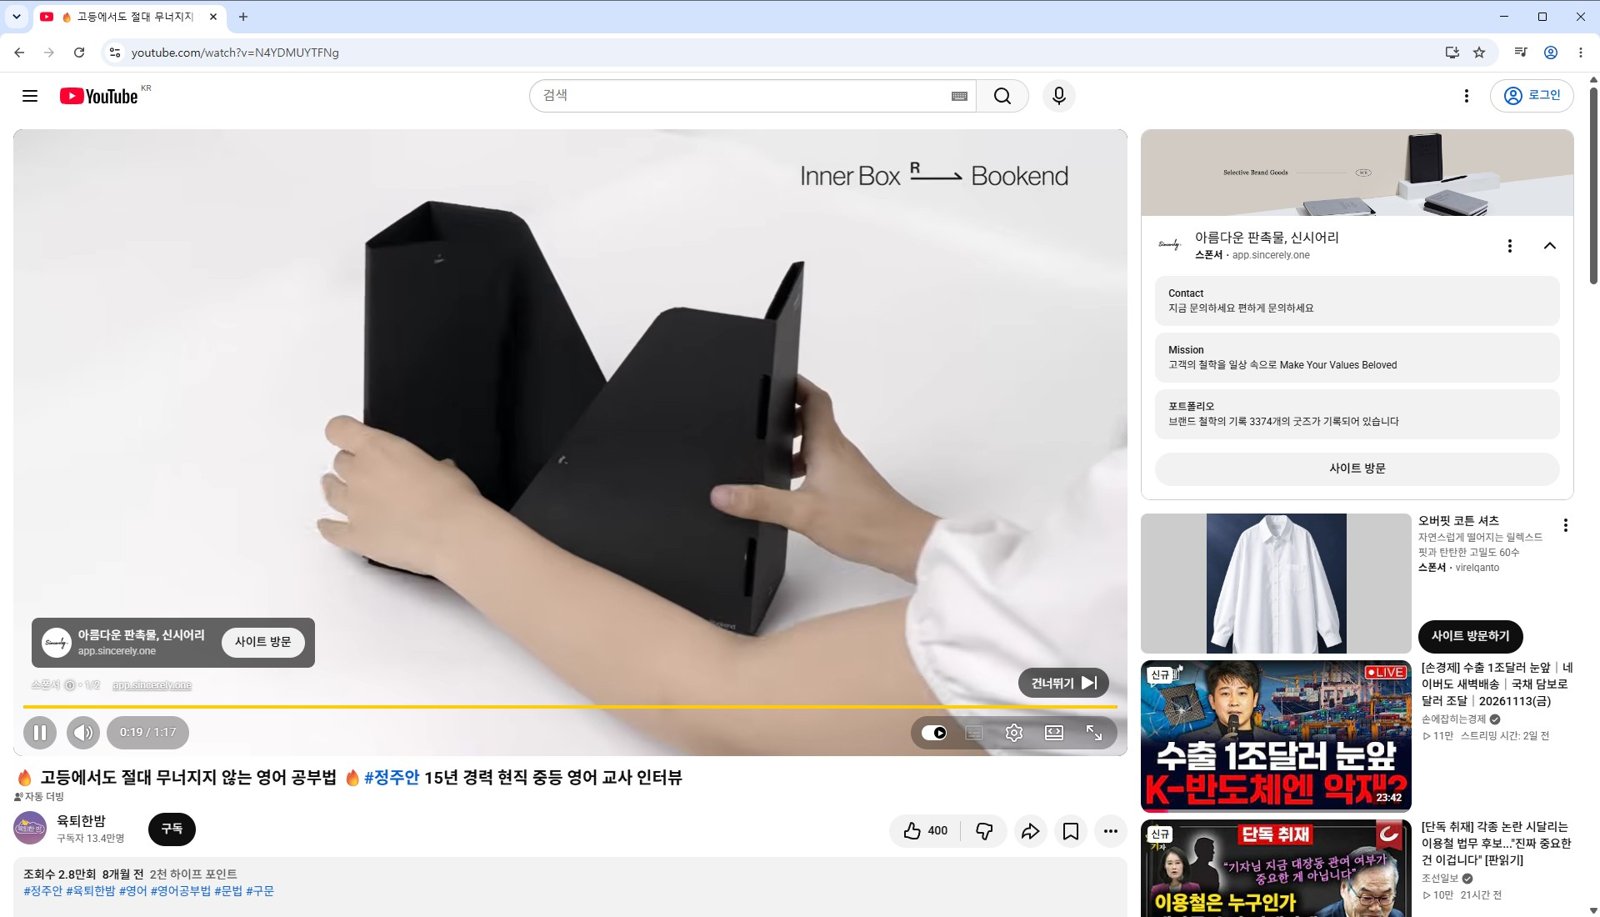 🔥 고등에서도 절대 무너지지
youtube.com/watch?v=N4YDMUYTFNg
YouTube KR
검색
로그인
Inner Box R Bookend
아름다운 판촉물, 신시어리
app.sincerely.one
사이트 방문
스폰서 · 1/2 app.sincerely.one
건너뛰기
0:19 / 1:17
🔥 고등에서도 절대 무너지지 않는 영어 공부법 🔥 #정주안 15년 경력 현직 중등 영어 교사 인터뷰
자동 더빙
육퇴한밤
구독자 13.4만명
구독
400
조회수 2.8만회 8개월 전 2천 하이프 포인트
#정주안 #육퇴한밤 #영어 #영어공부법 #문법 #구문
Selective Brand Goods
Sincerely
아름다운 판촉물, 신시어리
스폰서 · app.sincerely.one
Contact
지금 문의하세요 편하게 문의하세요
Mission
고객의 철학을 일상 속으로 Make Your Values Beloved
포트폴리오
브랜드 철학의 기록 3374개의 굿즈가 기록되어 있습니다
사이트 방문
오버핏 코튼 셔츠
자연스럽게 떨어지는 릴렉스드
핏과 탄탄한 고밀도 60수
스폰서 · virelqanto
사이트 방문하기
신규
LIVE
수출 1조달러 눈앞
K-반도체엔 악재?
23:42
[손경제] 수출 1조달러 눈앞｜네
이버도 새벽배송｜국채 담보로
달러 조달｜20261113(금)
손에잡히는경제
11만 스트리밍 시간: 2일 전
신규
단독 취재
"기자님 지금 대장동 관여 여부가
중요한 게 아닙니다"
이용철은 누구인가
[단독 취재] 각종 논란 시달리는
이용철 법무 후보..."진짜 중요한
건 이겁니다" [판읽기]
조선일보
10만 21시간 전